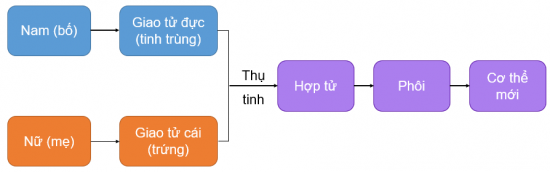 Nam (bố)
Giao tử đực
(tinh trùng)
Thụ
tinh
Hợp tử
Phôi
Cơ thể
mới
Nữ (mẹ)
Giao tử cái
(trứng)